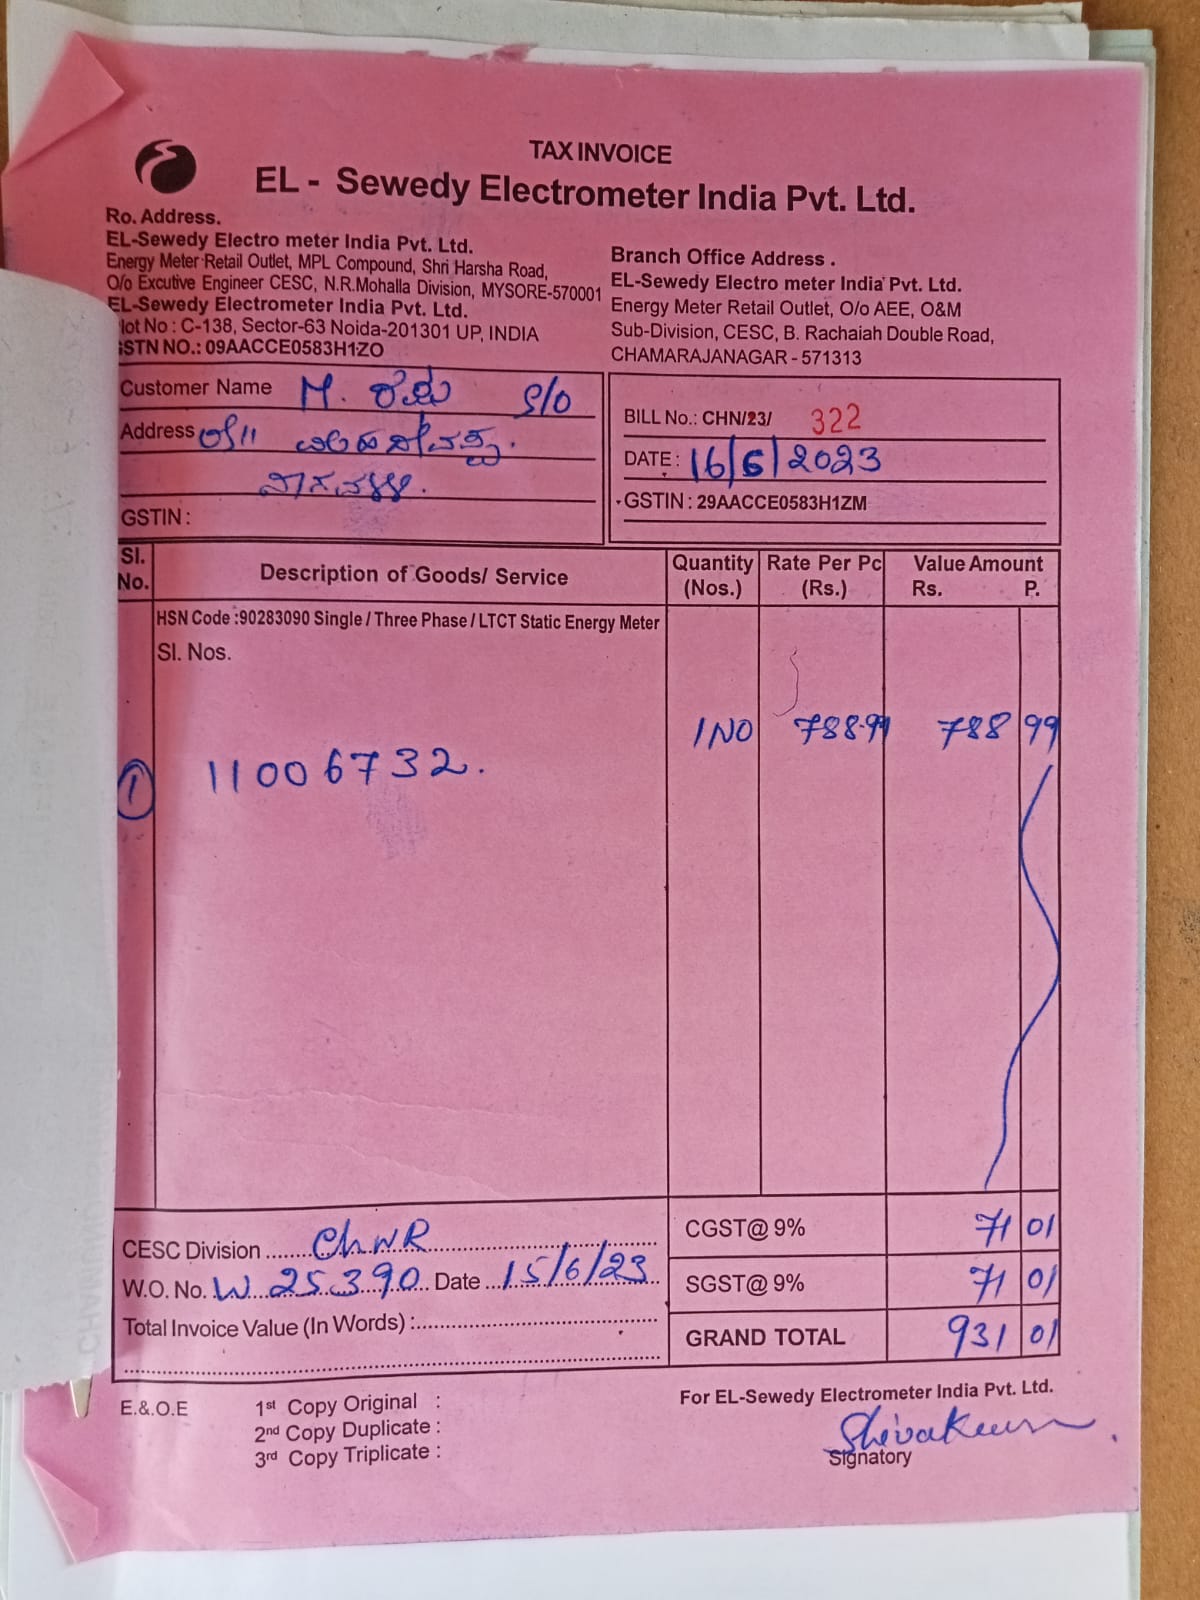 TAX INVOICE
EL - Sewedy Electrometer India Pvt. Ltd.
Ro. Address.
EL-Sewedy Electro meter India Pvt. Ltd.
Energy Meter Retail Outlet, MPL Compound, Shri Harsha Road,
O/o Excutive Engineer CESC, N.R.Mohalla Division, MYSORE-570001
EL-Sewedy Electrometer India Pvt. Ltd.
lot No : C-138, Sector-63 Noida-201301 UP, INDIA
STN NO.: 09AACCE0583H1ZO
Branch Office Address .
EL-Sewedy Electro meter India Pvt. Ltd.
Energy Meter Retail Outlet, O/o AEE, O&M
Sub-Division, CESC, B. Rachaiah Double Road,
CHAMARAJANAGAR - 571313
Customer Name M. S/o
Address
GSTIN :
BILL No.: CHN/23/ 322
DATE : 16/6/2023
GSTIN : 29AACCE0583H1ZM
Sl. No. Description of Goods/ Service Quantity (Nos.) Rate Per Pc (Rs.) Value Amount Rs. P.
HSN Code :90283090 Single / Three Phase / LTCT Static Energy Meter
Sl. Nos.
1 11006732. 1NO 788.99 788 99
CESC Division ChNR
W.O. No. W 25390 Date 15/6/23
Total Invoice Value (In Words) :
CGST@ 9% 71 01
SGST@ 9% 71 01
GRAND TOTAL 931 01
E.&.O.E
1st Copy Original :
2nd Copy Duplicate :
3rd Copy Triplicate :
For EL-Sewedy Electrometer India Pvt. Ltd.
Signatory